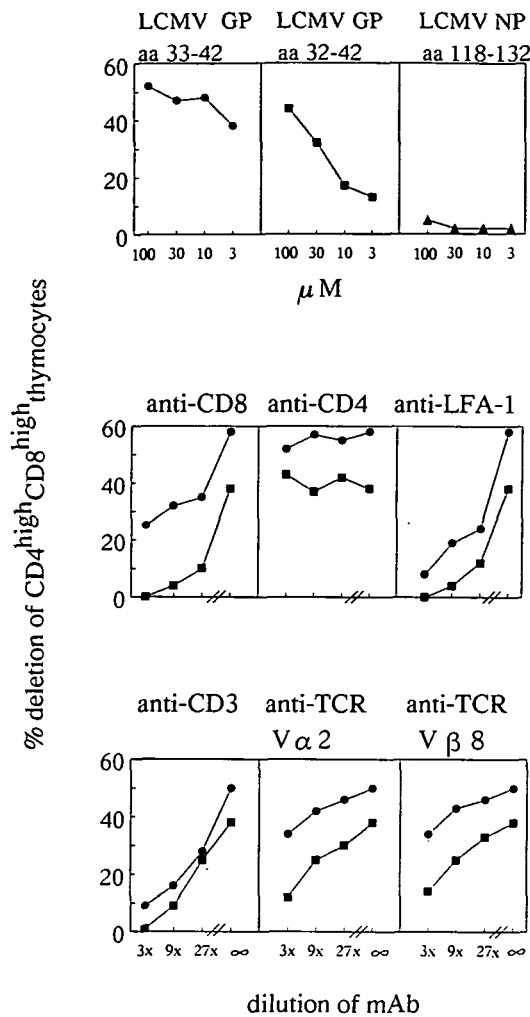 LCMV GP LCMV GP LCMV NP
aa 33-42 aa 32-42 aa 118-132
60
40
20
0
100 30 10 3 100 30 10 3 100 30 10 3
μM
% deletion of CD4highCD8high thymocytes
anti-CD8 anti-CD4 anti-LFA-1
60
40
20
0
anti-CD3 anti-TCR anti-TCR
Vα2 Vβ8
60
40
20
0
3x 9x 27x ∞ 3x 9x 27x ∞ 3x 9x 27x ∞
dilution of mAb